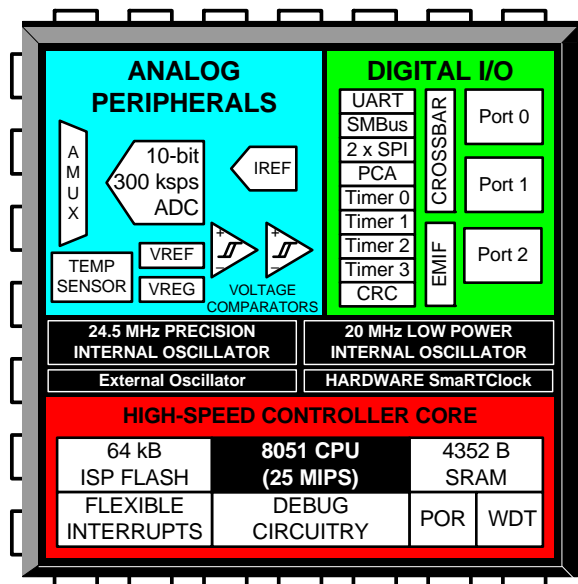 ANALOG
PERIPHERALS
A
M
U
X
10-bit
300 ksps
ADC
IREF
TEMP
SENSOR
VREF
VREG
+
−
+
−
VOLTAGE
COMPARATORS
DIGITAL I/O
UART
SMBus
2 x SPI
PCA
Timer 0
Timer 1
Timer 2
Timer 3
CRC
CROSSBAR
EMIF
Port 0
Port 1
Port 2
24.5 MHz PRECISION
INTERNAL OSCILLATOR
20 MHz LOW POWER
INTERNAL OSCILLATOR
External Oscillator
HARDWARE SmaRTClock
HIGH-SPEED CONTROLLER CORE
64 kB
ISP FLASH
8051 CPU
(25 MIPS)
4352 B
SRAM
FLEXIBLE
INTERRUPTS
DEBUG
CIRCUITRY
POR
WDT